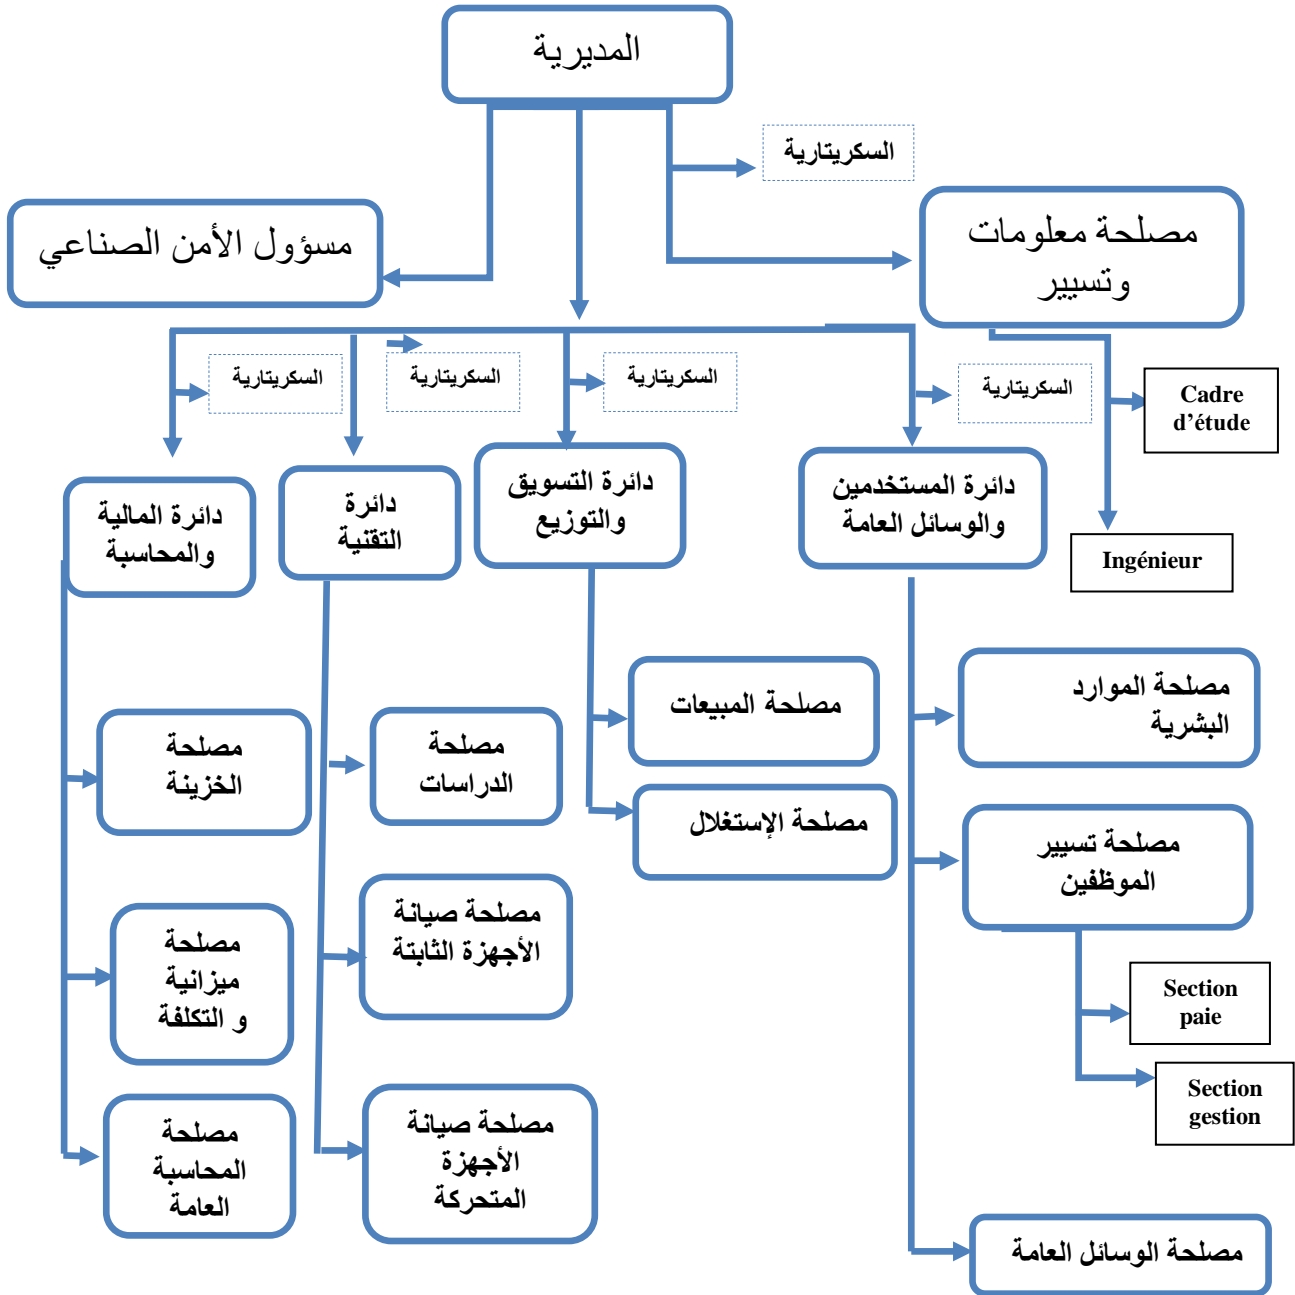 المديرية
السكريتارية
مصلحة معلومات
وتسيير
مسؤول الأمن الصناعي
السكريتارية
السكريتارية
السكريتارية
السكريتارية
Cadre
d'étude
Ingénieur
دائرة المستخدمين
والوسائل العامة
دائرة التسويق
والتوزيع
دائرة
التقنية
دائرة المالية
والمحاسبة
مصلحة الموارد
البشرية
مصلحة تسيير
الموظفين
Section
paie
Section
gestion
مصلحة الوسائل العامة
مصلحة المبيعات
مصلحة الإستغلال
مصلحة
الدراسات
مصلحة صيانة
الأجهزة الثابتة
مصلحة صيانة
الأجهزة
المتحركة
مصلحة
الخزينة
مصلحة
ميزانية
و التكلفة
مصلحة
المحاسبة
العامة